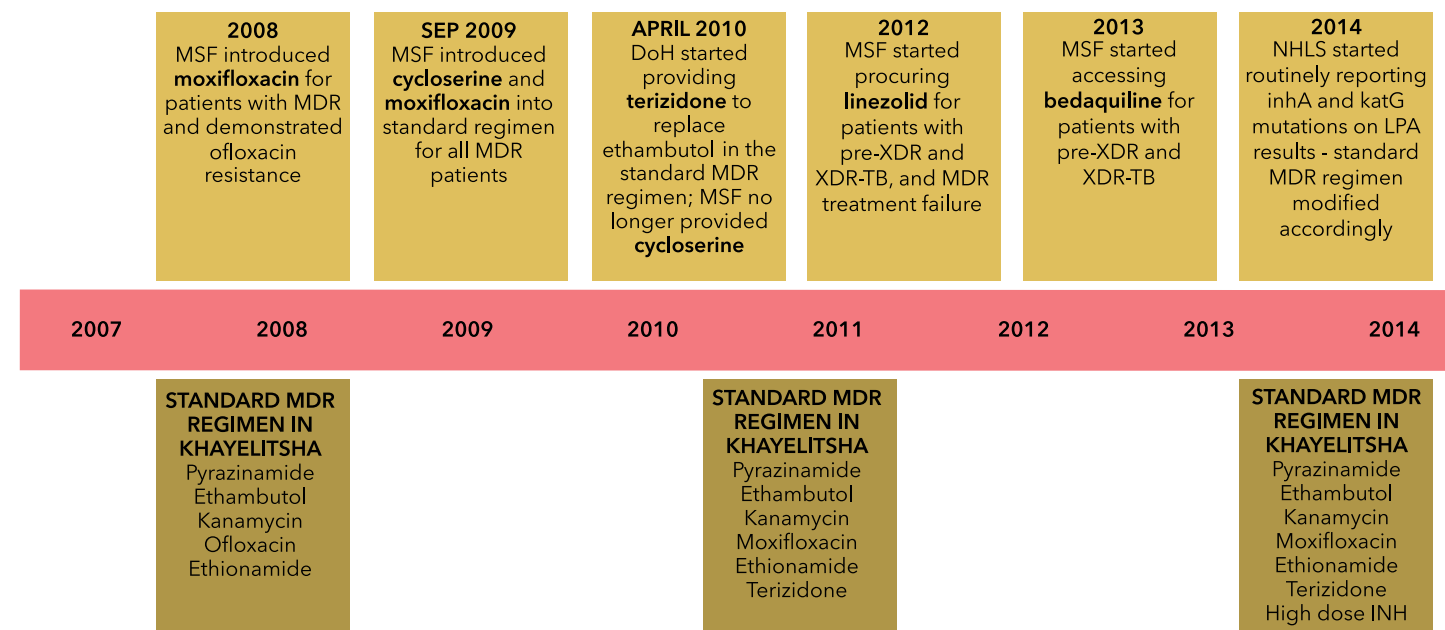 2008
MSF introduced
moxifloxacin for
patients with MDR
and demonstrated
ofloxacin
resistance
SEP 2009
MSF introduced
cycloserine and
moxifloxacin into
standard regimen
for all MDR
patients
APRIL 2010
DoH started
providing
terizidone to
replace
ethambutol in the
standard MDR
regimen; MSF no
longer provided
cycloserine
2012
MSF started
procuring
linezolid for
patients with
pre-XDR and
XDR-TB, and MDR
treatment failure
2013
MSF started
accessing
bedaquiline for
patients with
pre-XDR and
XDR-TB
2014
NHLS started
routinely reporting
inhA and katG
mutations on LPA
results - standard
MDR regimen
modified
accordingly
2007 2008 2009 2010 2011 2012 2013 2014
STANDARD MDR
REGIMEN IN
KHAYELITSHA
Pyrazinamide
Ethambutol
Kanamycin
Ofloxacin
Ethionamide
STANDARD MDR
REGIMEN IN
KHAYELITSHA
Pyrazinamide
Ethambutol
Kanamycin
Moxifloxacin
Ethionamide
Terizidone
STANDARD MDR
REGIMEN IN
KHAYELITSHA
Pyrazinamide
Ethambutol
Kanamycin
Moxifloxacin
Ethionamide
Terizidone
High dose INH